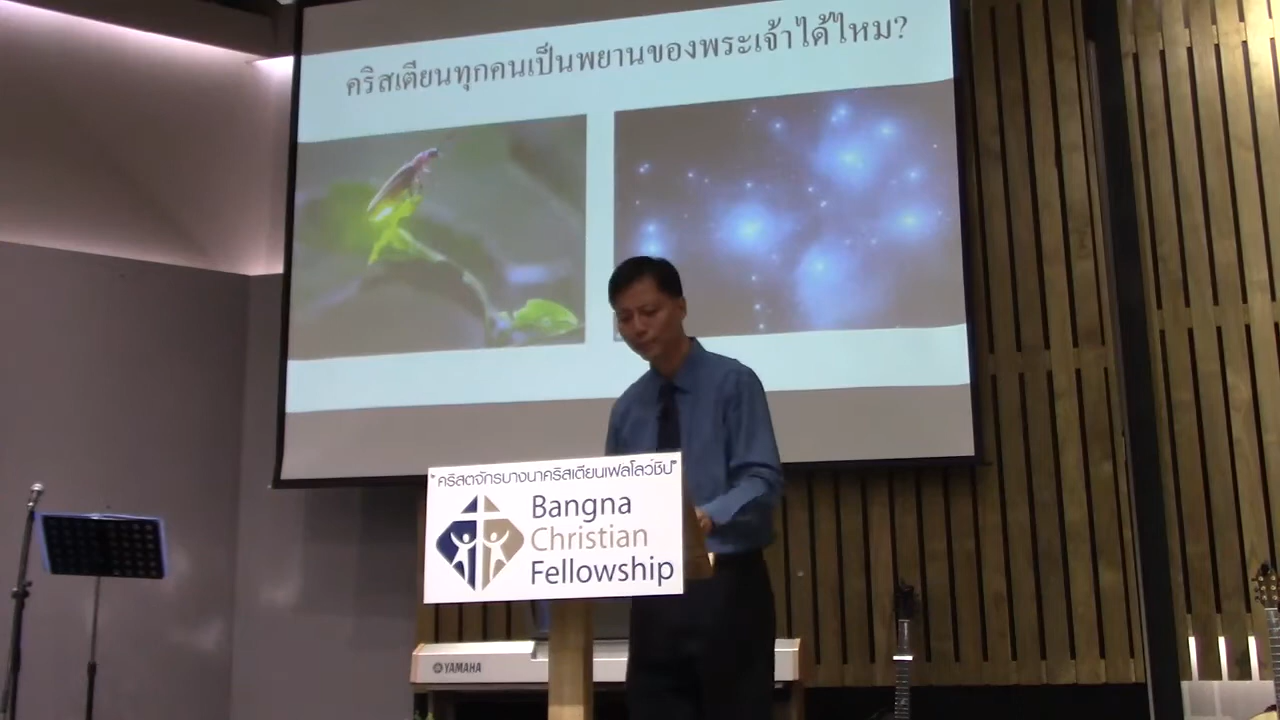 คริสเตียนทุกคนเป็นพยานของพระเจ้าได้ไหม?
"คริสตจักรบางนาคริสเตียนเฟลโลว์ชิป"
Bangna
Christian
Fellowship
YAMAHA